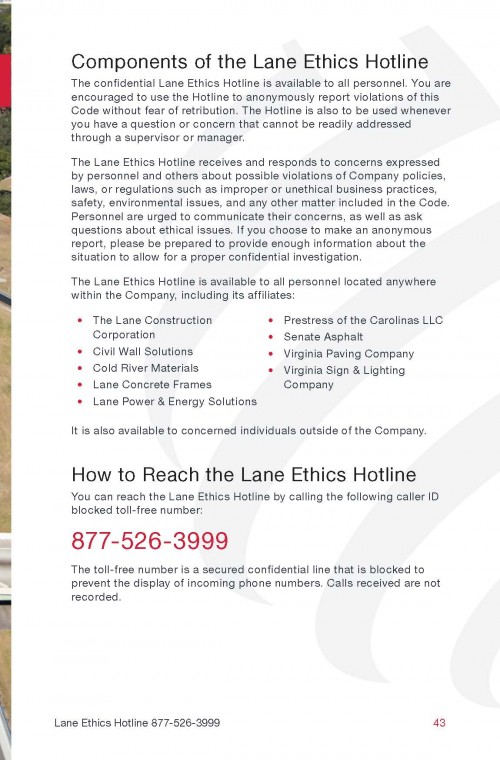 Components of the Lane Ethics Hotline
The confidential Lane Ethics Hotline is available to all personnel. You are
encouraged to use the Hotline to anonymously report violations of this
Code without fear of retribution. The Hotline is also to be used whenever
you have a question or concern that cannot be readily addressed
through a supervisor or manager.
The Lane Ethics Hotline receives and responds to concerns expressed
by personnel and others about possible violations of Company policies,
laws, or regulations such as improper or unethical business practices,
safety, environmental issues, and any other matter included in the Code.
Personnel are urged to communicate their concerns, as well as ask
questions about ethical issues. If you choose to make an anonymous
report, please be prepared to provide enough information about the
situation to allow for a proper confidential investigation.
The Lane Ethics Hotline is available to all personnel located anywhere
within the Company, including its affiliates:
• The Lane Construction
Corporation
• Civil Wall Solutions
• Cold River Materials
• Lane Concrete Frames
• Lane Power & Energy Solutions
• Prestress of the Carolinas LLC
• Senate Asphalt
• Virginia Paving Company
• Virginia Sign & Lighting
Company
It is also available to concerned individuals outside of the Company.
How to Reach the Lane Ethics Hotline
You can reach the Lane Ethics Hotline by calling the following caller ID
blocked toll-free number:
877-526-3999
The toll-free number is a secured confidential line that is blocked to
prevent the display of incoming phone numbers. Calls received are not
recorded.
Lane Ethics Hotline 877-526-3999
43